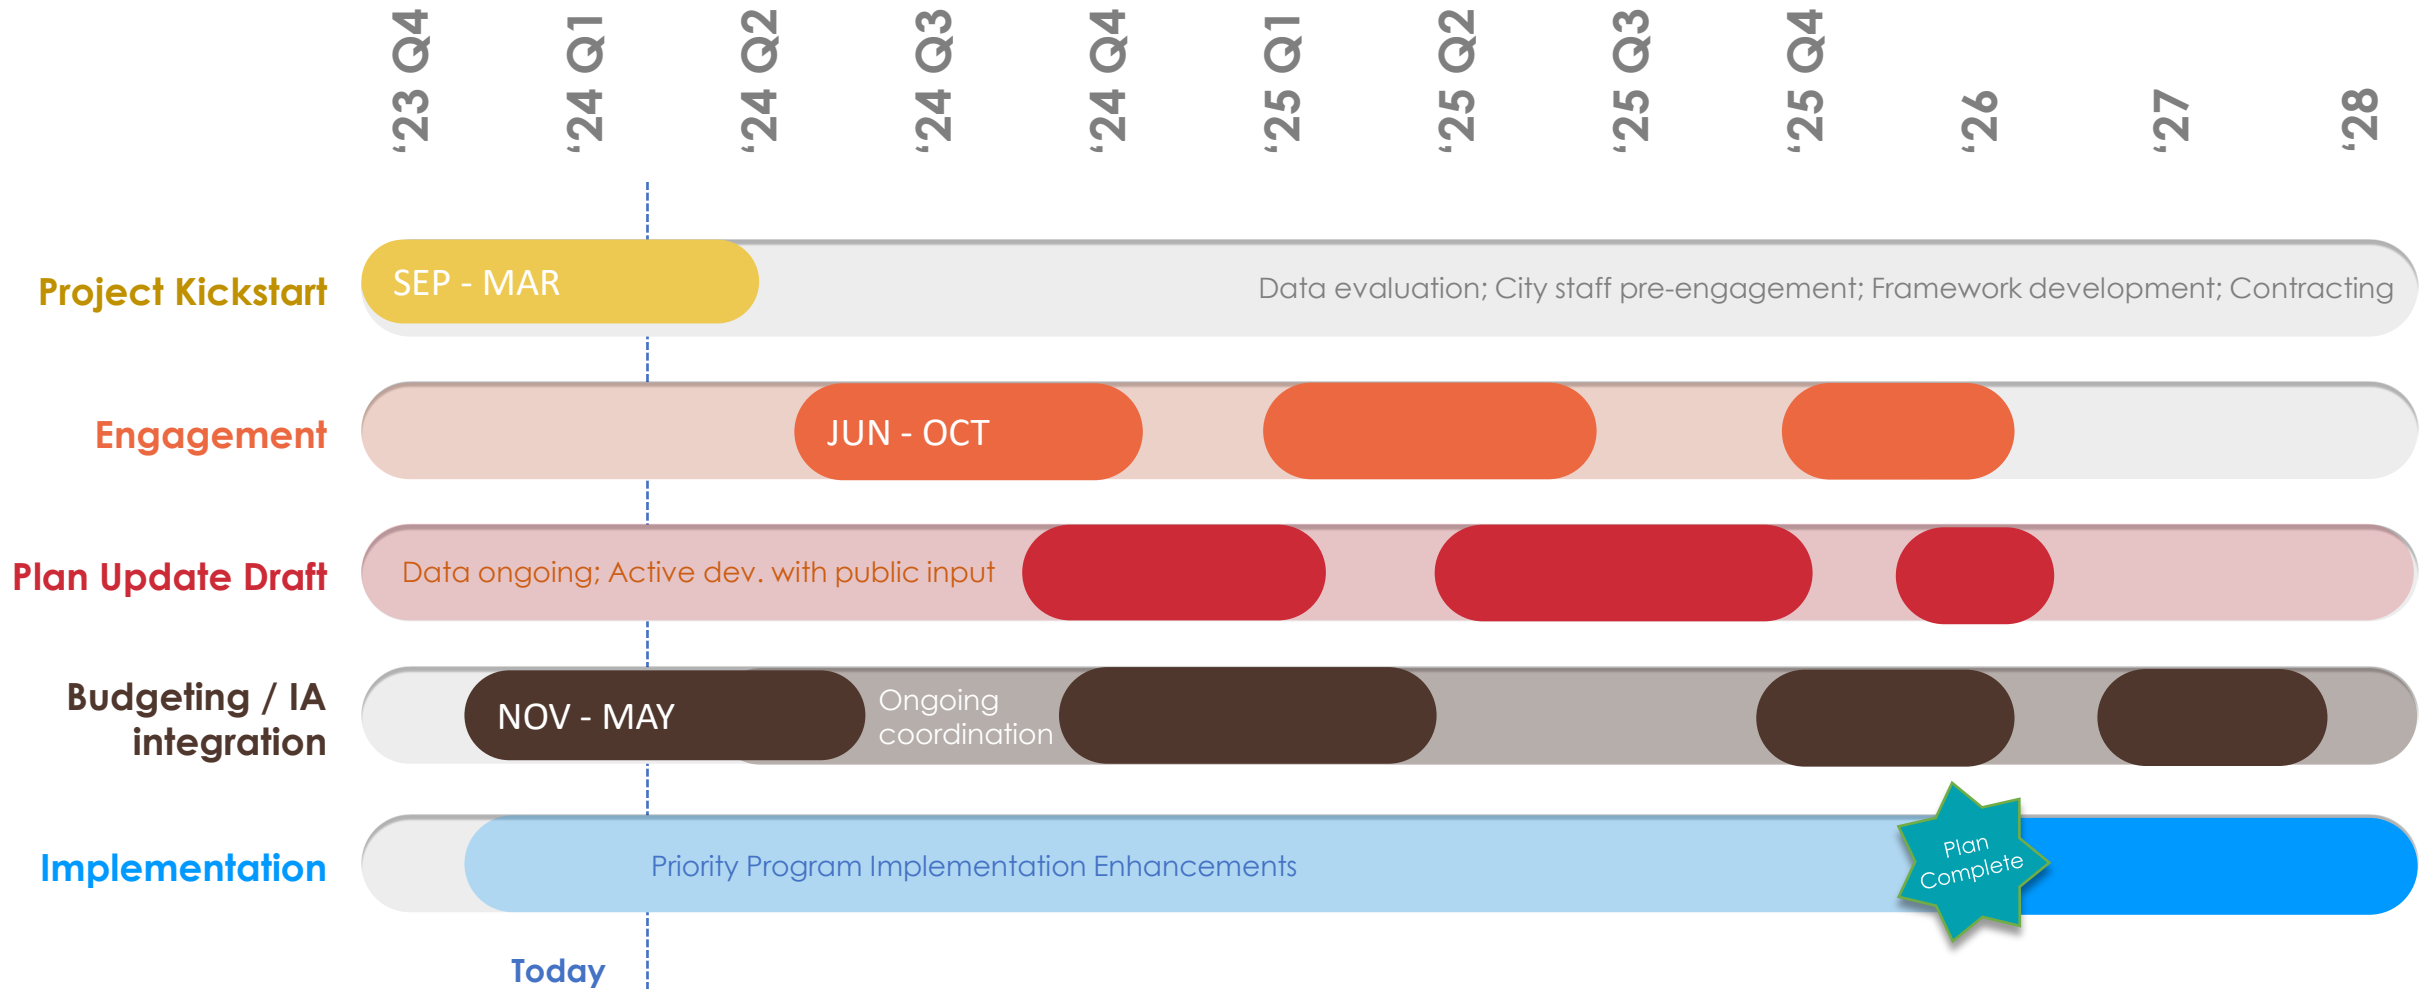 ‘23 Q4
‘24 Q1
‘24 Q2
‘24 Q3
‘24 Q4
‘25 Q1
‘25 Q2
‘25 Q3
‘25 Q4
‘26
‘27
‘28
Project Kickstart
SEP - MAR
Data evaluation; City staff pre-engagement; Framework development; Contracting
Engagement
JUN - OCT
Plan Update Draft
Data ongoing; Active dev. with public input
Budgeting / IA
integration
NOV - MAY
Ongoing
coordination
Implementation
Priority Program Implementation Enhancements
Plan
Complete
Today